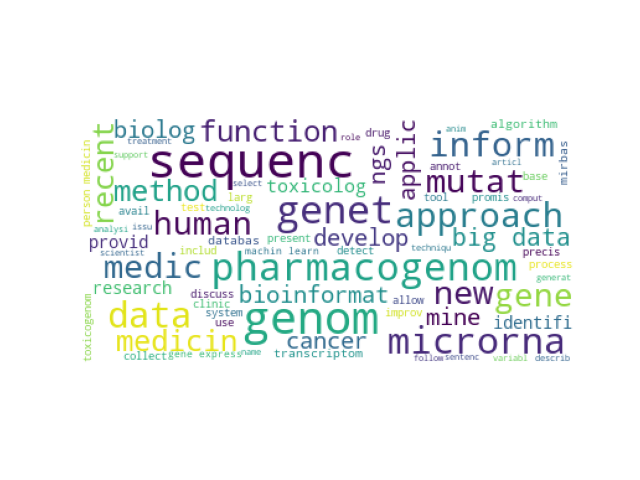 recent
biolog
treatment
function
role
drug
ngs
applic
anim
algorithm
inform
articl
mirbas
person medicin
support
sequenc
method
select
toxicolog
larg
annot
mutat
base
avail
test
technolog
genet
tool
promis
comput
approach
analysi
issu
human
provid
scientist
databas
present
develop
big data
precis
includ
machin learn
detect
techniqu
process
medic
pharmacogenom
generat
research
discuss
bioinformat
allow
new
gene
clinic
toxicogenom
data
system
use
genom
improv
mine
identifi
medicin
cancer
microrna
collect
gene express
name
transcriptom
follow
sentenc
variabl
describ